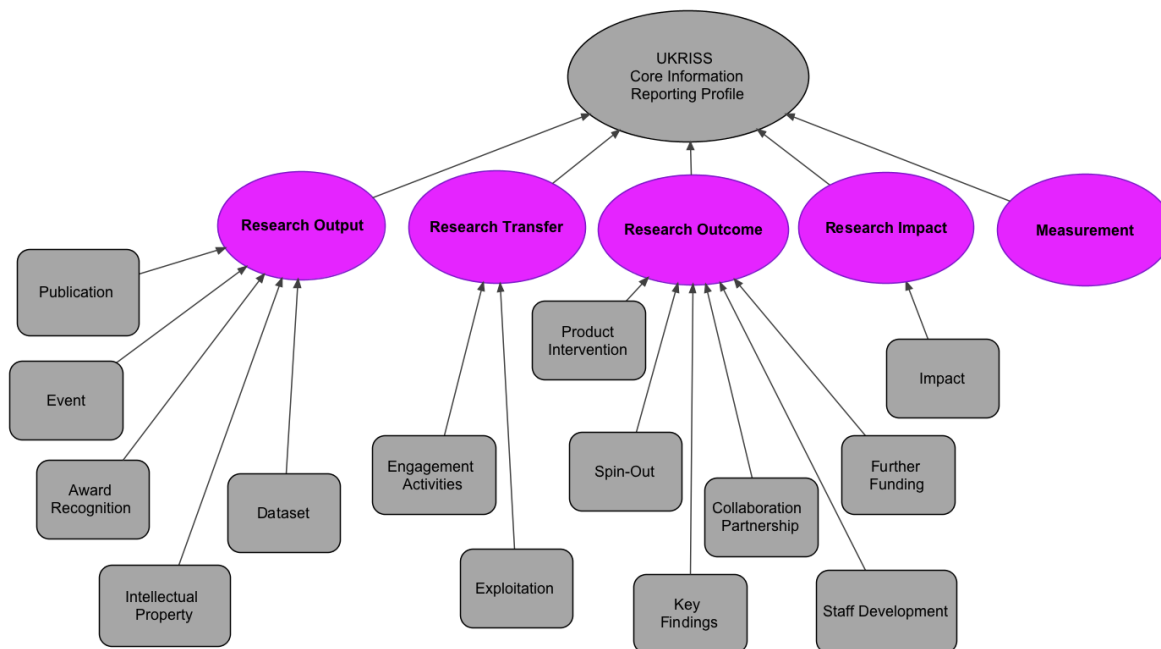 UKRISS
Core Information
Reporting Profile
Research Output
Research Transfer
Research Outcome
Research Impact
Measurement
Publication
Product
Intervention
Impact
Event
Engagement
Activities
Spin-Out
Further
Funding
Award
Recognition
Dataset
Collaboration
Partnership
Exploitation
Intellectual
Property
Key
Findings
Staff Development